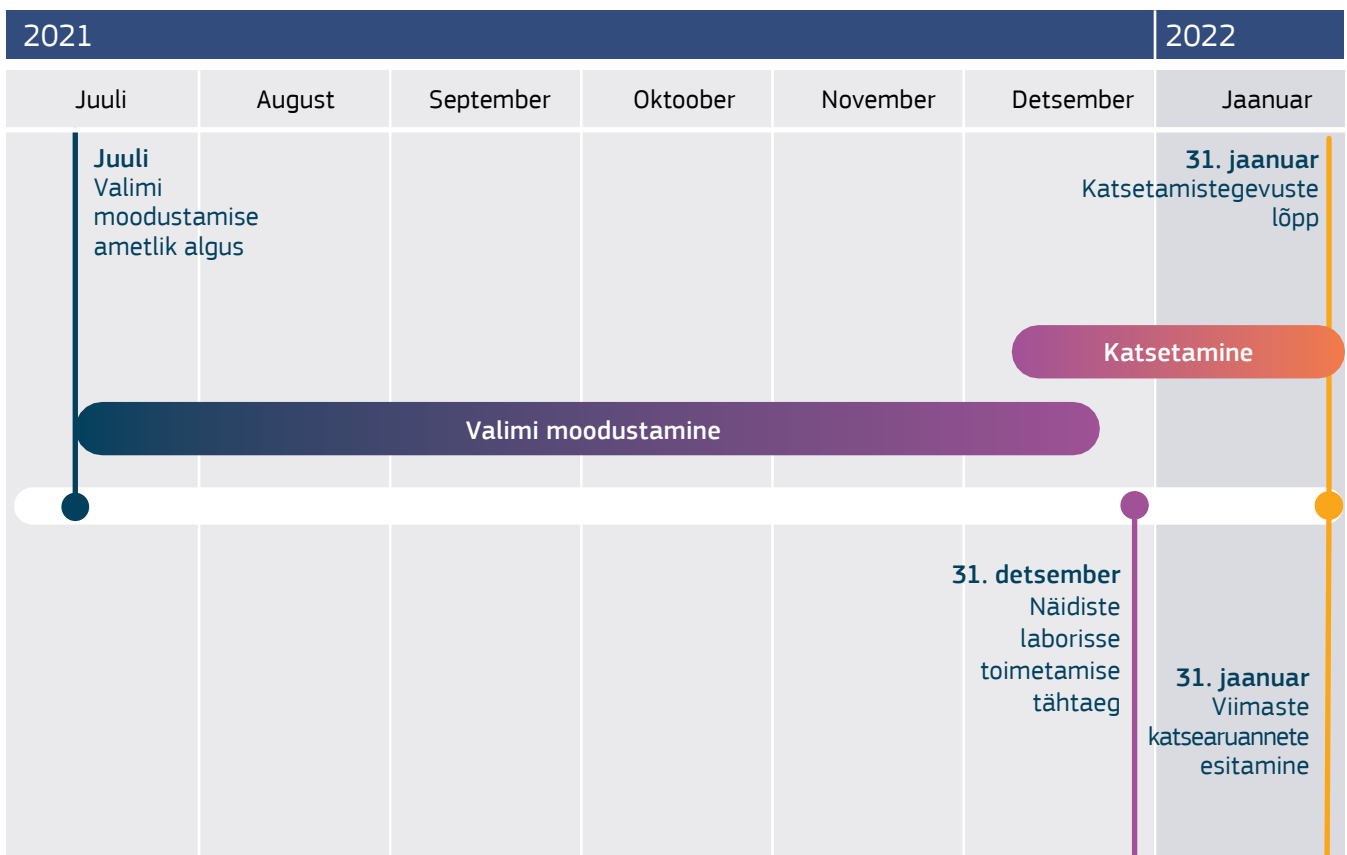 2021
2022
Juuli
August
September
Oktoober
November
Detsember
Jaanuar
Juuli
Valimi
moodustamise
ametlik algus
31. jaanuar
Katsetamistegevuste
lõpp
Katsetamine
Valimi moodustamine
31. detsember
Näidiste
laborisse
toimetamise
tähtaeg
31. jaanuar
Viimaste
katsearuannete
esitamine